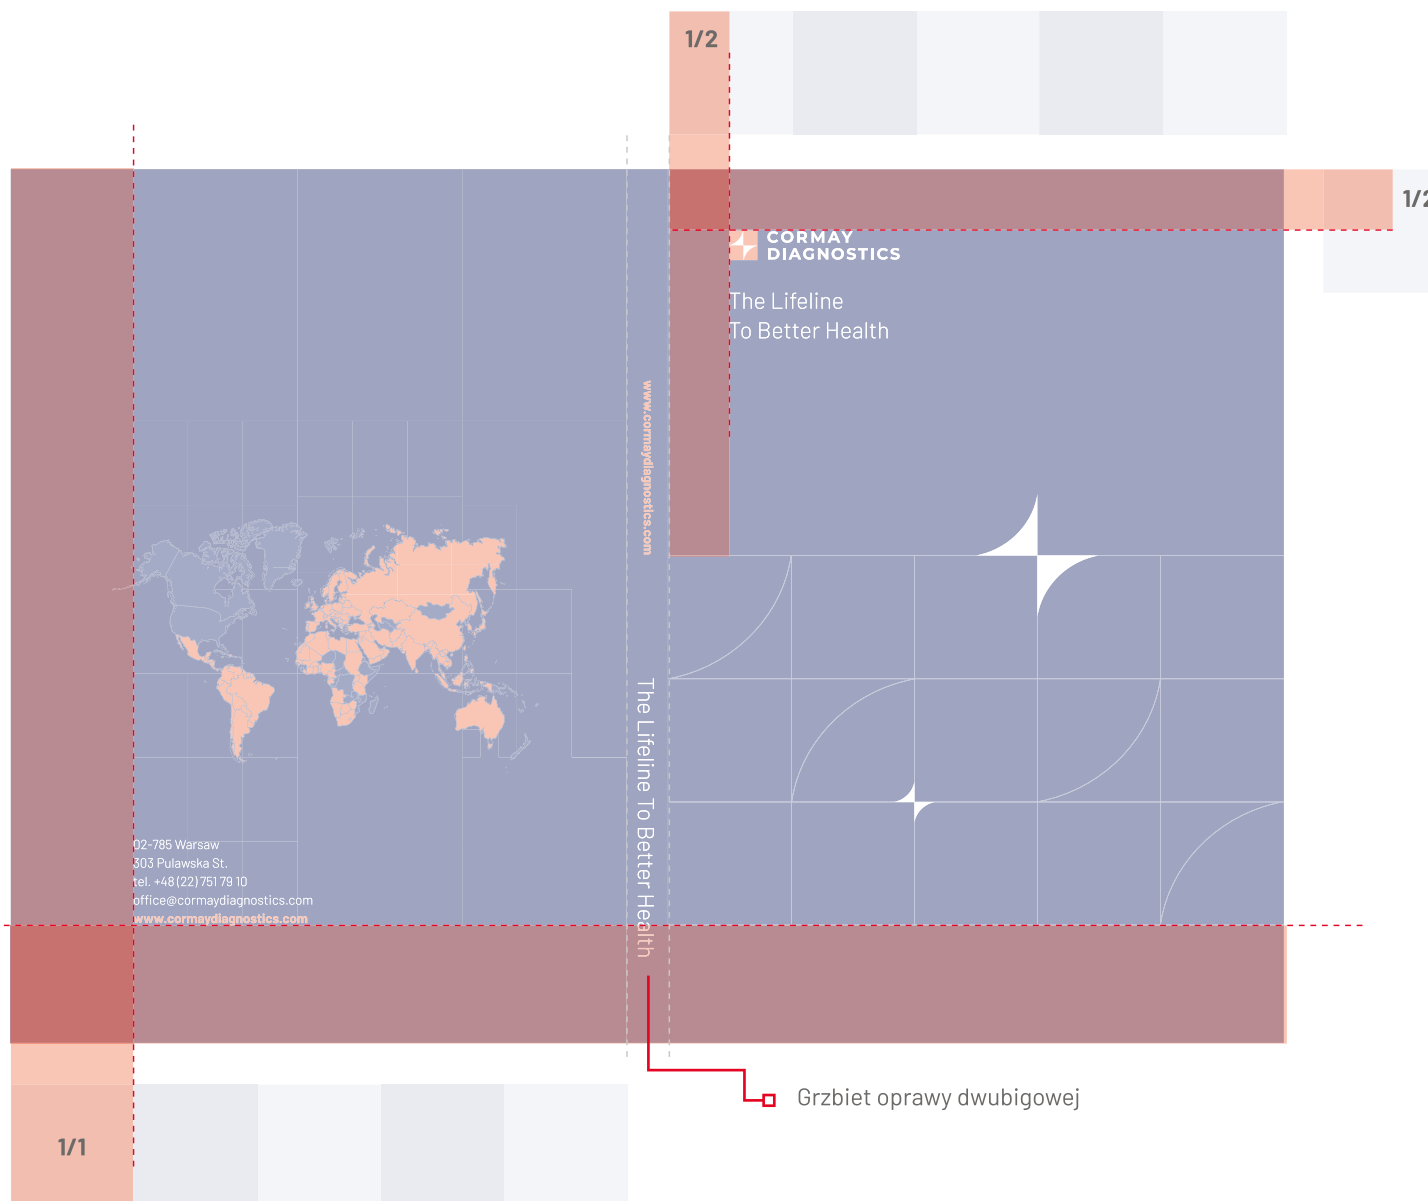 1/2
1/2
CORMAY
DIAGNOSTICS
The Lifeline
To Better Health
www.cormaydiagnostics.com
The Lifeline To Better Health
02-785 Warsaw
303 Pulawska St.
tel. +48 (22) 751 79 10
office@cormaydiagnostics.com
www.cormaydiagnostics.com
Grzbiet oprawy dwubigowej
1/1